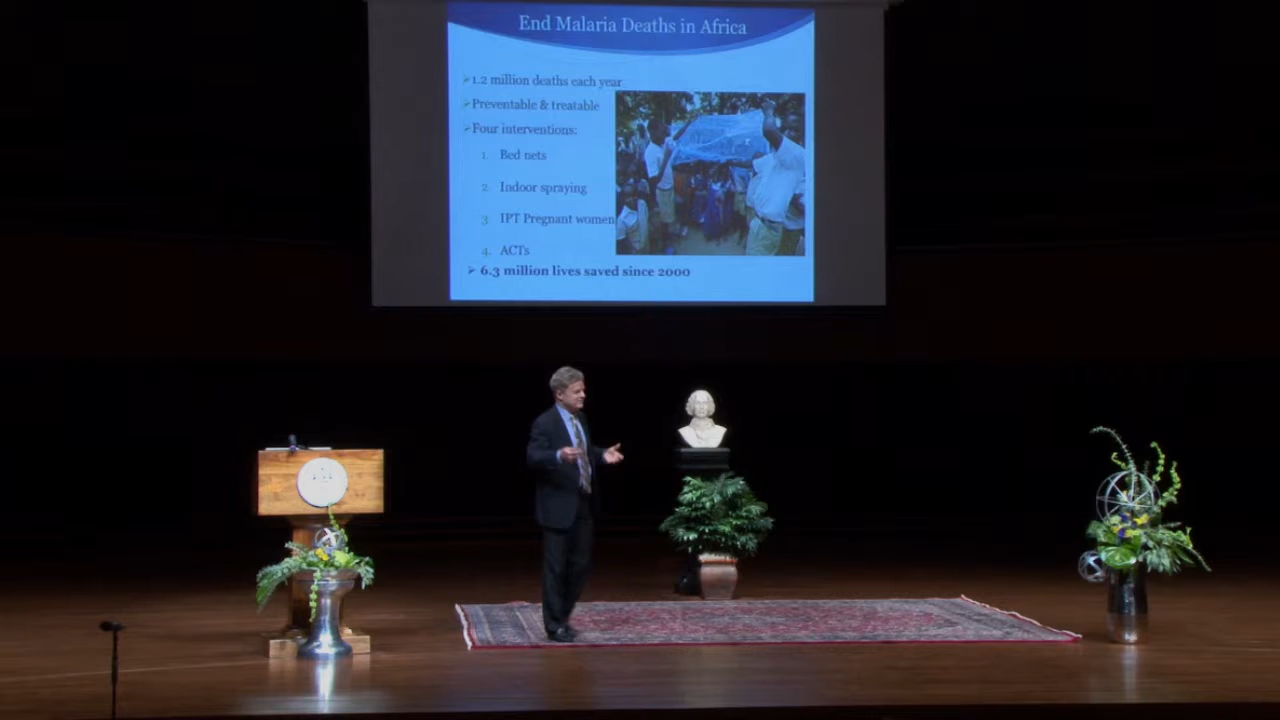 End Malaria Deaths in Africa
➢1.2 million deaths each year
➢Preventable & treatable
➢Four interventions:
1. Bed nets
2. Indoor spraying
3 IPT Pregnant women
4. ACTs
➢ 6.3 million lives saved since 2000